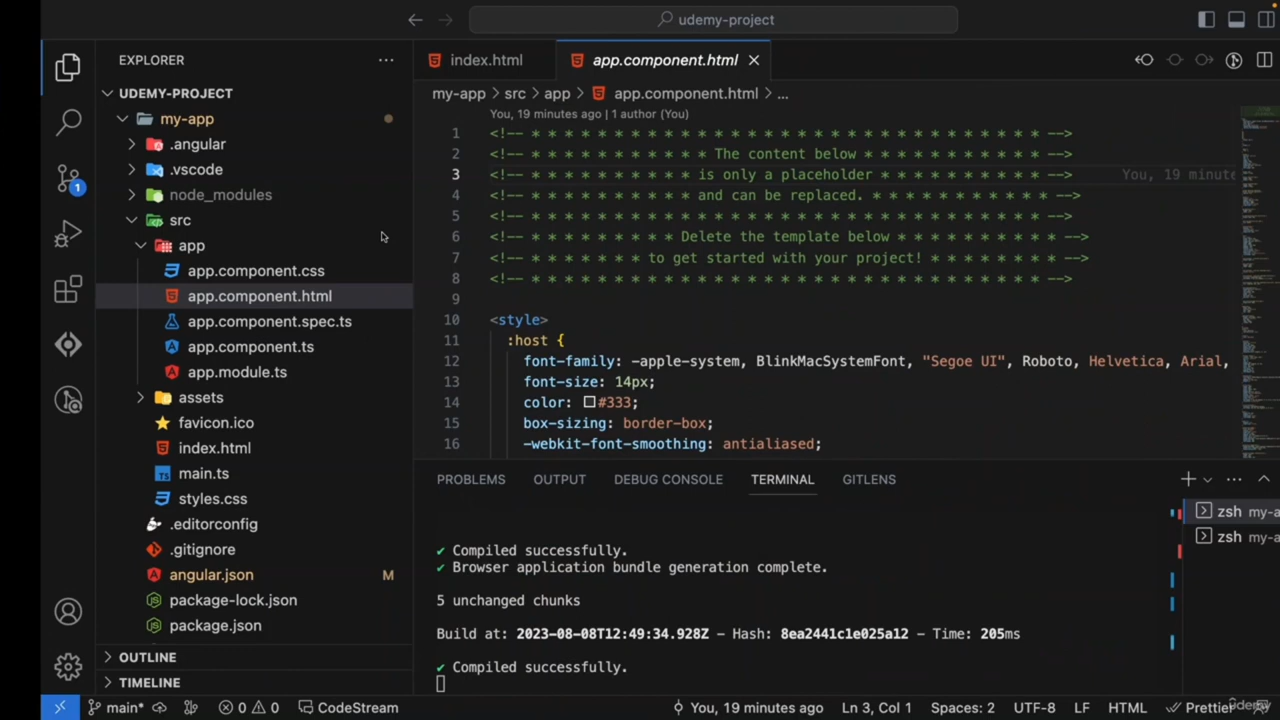 udemy-project
EXPLORER
UDEMY-PROJECT
my-app
.angular
.vscode
node_modules
src
app
app.component.css
app.component.html
app.component.spec.ts
app.component.ts
app.module.ts
assets
favicon.ico
index.html
main.ts
styles.css
.editorconfig
.gitignore
angular.json M
package-lock.json
package.json
OUTLINE
TIMELINE
1
index.html
app.component.html
my-app > src > app > app.component.html > ...
You, 19 minutes ago | 1 author (You)
1 <!-- * * * * * * * * * * * * * * * * * * * * * * * * * * * * * * * -->
2 <!-- * * * * * * * * * * * The content below * * * * * * * * * * * -->
3 <!-- * * * * * * * * * * is only a placeholder * * * * * * * * * * --> You, 19 minute
4 <!-- * * * * * * * * * * and can be replaced. * * * * * * * * * * * -->
5 <!-- * * * * * * * * * * * * * * * * * * * * * * * * * * * * * * * -->
6 <!-- * * * * * * * * * Delete the template below * * * * * * * * * * -->
7 <!-- * * * * * * * to get started with your project! * * * * * * * * -->
8 <!-- * * * * * * * * * * * * * * * * * * * * * * * * * * * * * * * -->
9
10 <style>
11 :host {
12 font-family: -apple-system, BlinkMacSystemFont, "Segoe UI", Roboto, Helvetica, Arial,
13 font-size: 14px;
14 color: #333;
15 box-sizing: border-box;
16 -webkit-font-smoothing: antialiased;
PROBLEMS OUTPUT DEBUG CONSOLE TERMINAL GITLENS
✔ Compiled successfully.
✔ Browser application bundle generation complete.
5 unchanged chunks
Build at: 2023-08-08T12:49:34.928Z - Hash: 8ea2441c1e025a12 - Time: 205ms
✔ Compiled successfully.
zsh my-a
zsh my-a
main* 0 0 CodeStream You, 19 minutes ago Ln 3, Col 1 Spaces: 2 UTF-8 LF HTML Prettier
Udemy